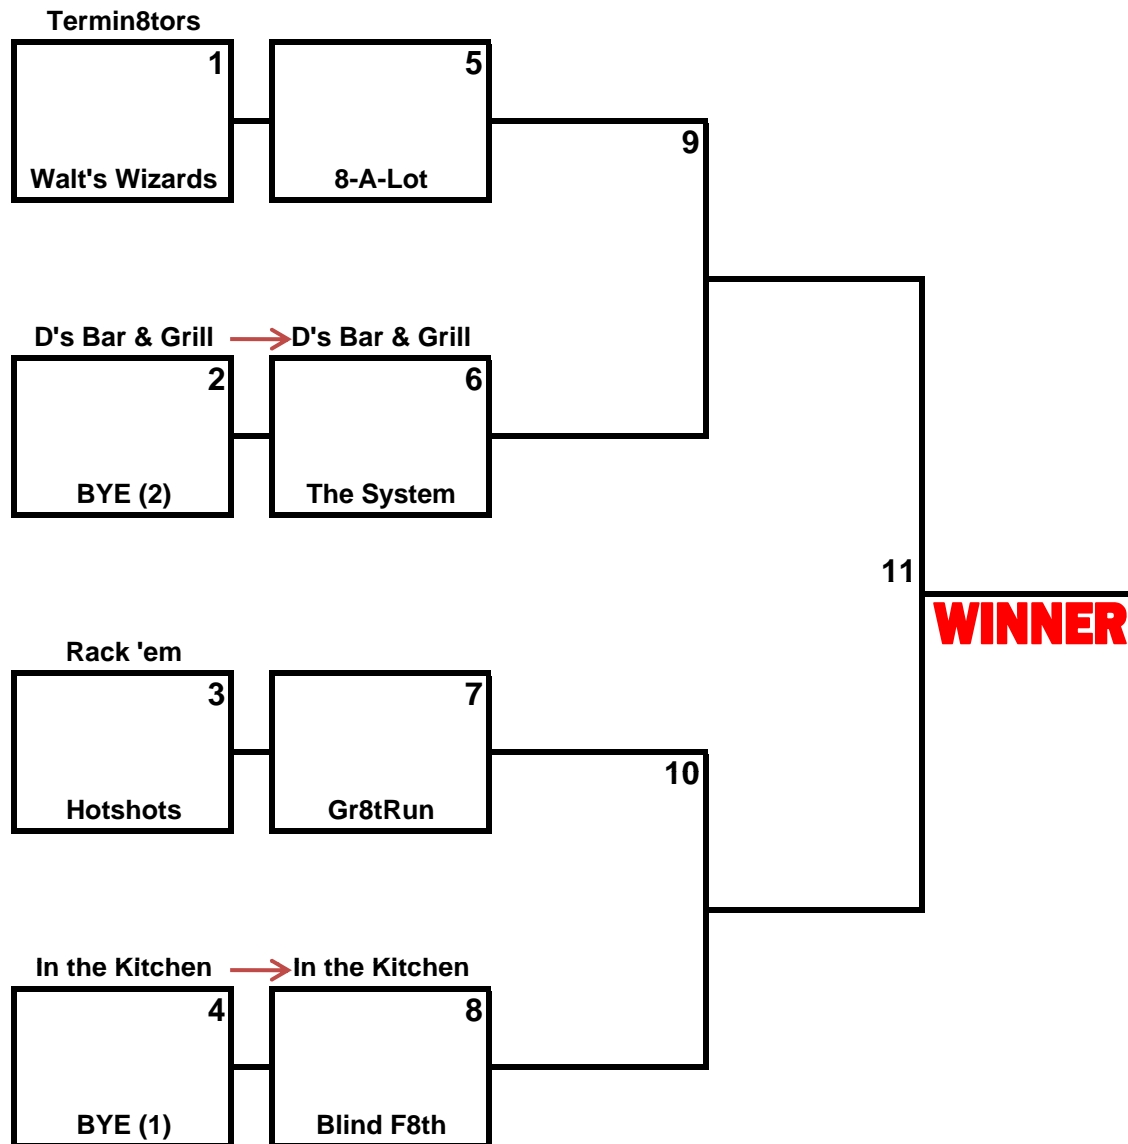 Termin8tors
1
5
9
Walt's Wizards
8-A-Lot
D's Bar & Grill
D's Bar & Grill
2
6
BYE (2)
The System
11
WINNER
Rack 'em
3
7
10
Hotshots
Gr8tRun
In the Kitchen
In the Kitchen
4
8
BYE (1)
Blind F8th